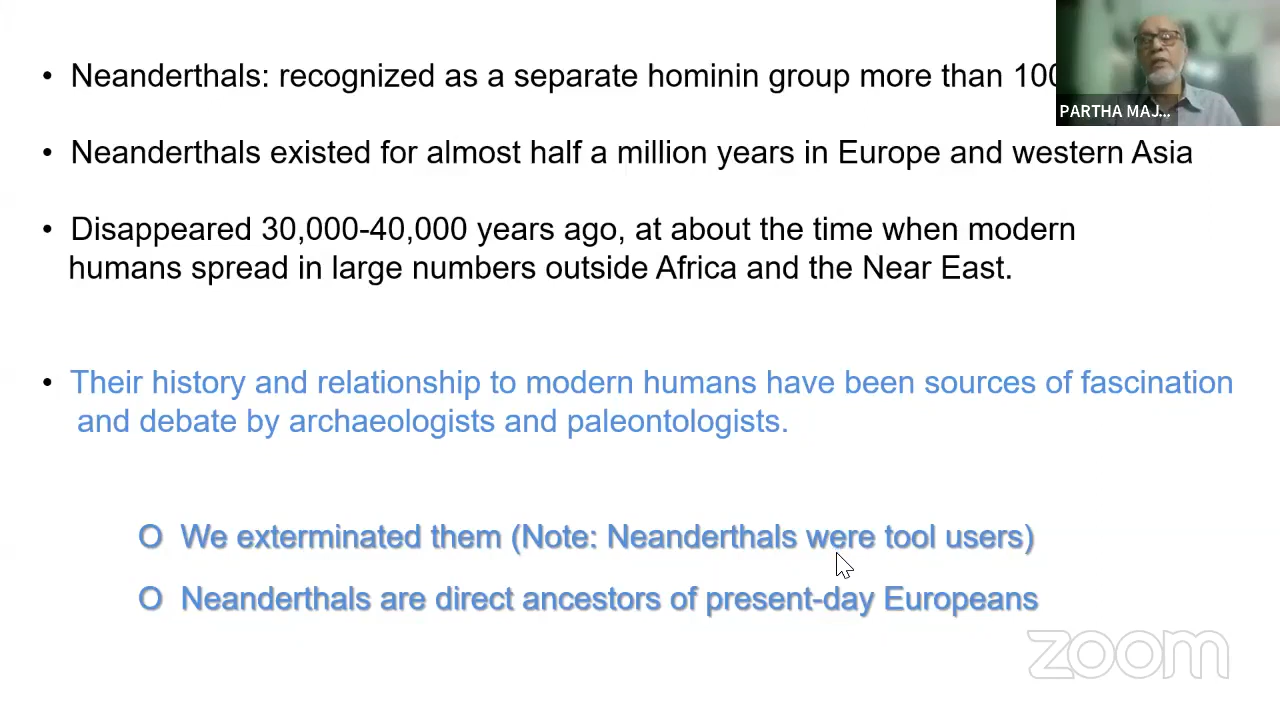 • Neanderthals: recognized as a separate hominin group more than 100
PARTHA MAJ...
• Neanderthals existed for almost half a million years in Europe and western Asia
• Disappeared 30,000-40,000 years ago, at about the time when modern
humans spread in large numbers outside Africa and the Near East.
• Their history and relationship to modern humans have been sources of fascination
and debate by archaeologists and paleontologists.
O We exterminated them (Note: Neanderthals were tool users)
O Neanderthals are direct ancestors of present-day Europeans
zoom